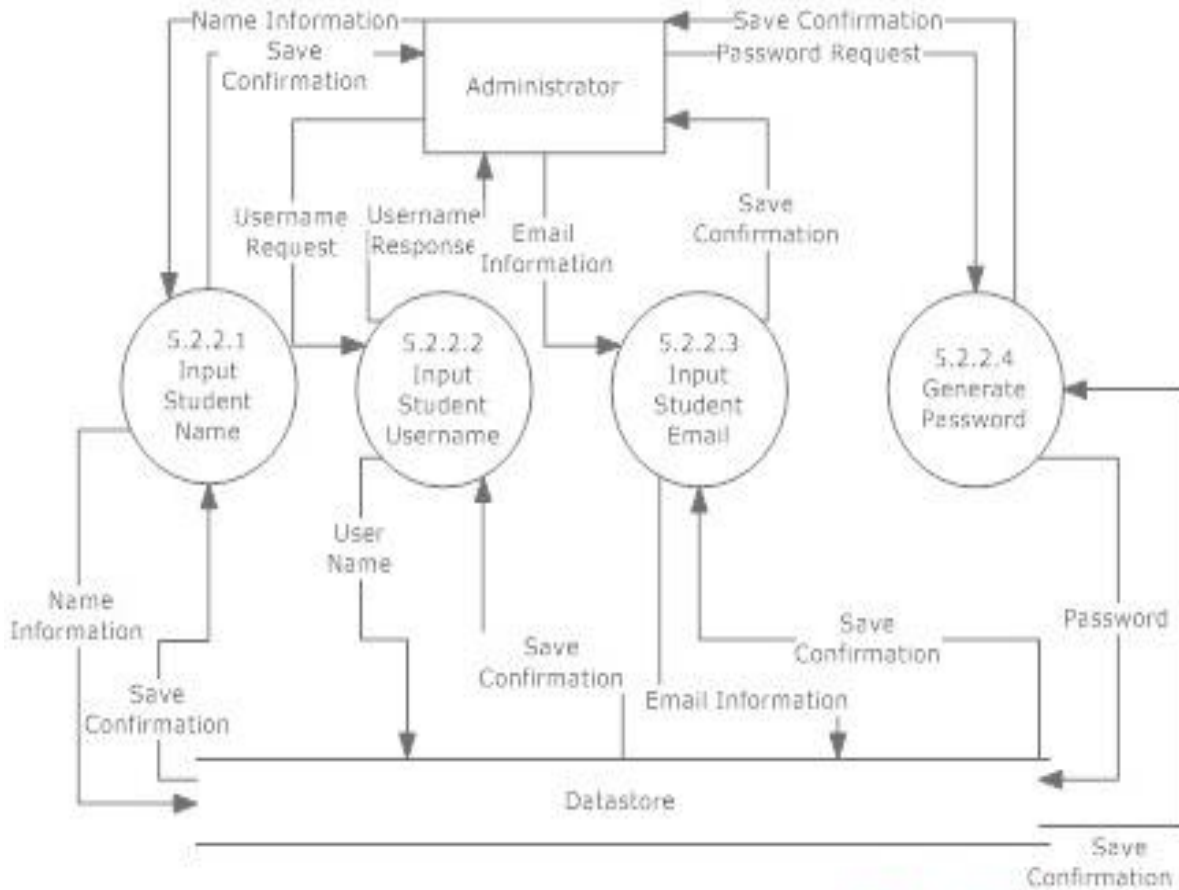 Name Information
Save
Confirmation
Save Confirmation
Password Request
Administrator
Username
Request
Username
Response
Email
Information
Save
Confirmation
5.2.2.1
Input
Student
Name
5.2.2.2
Input
Student
Username
5.2.2.3
Input
Student
Email
5.2.2.4
Generate
Password
User
Name
Name
Information
Save
Confirmation
Save
Confirmation
Email Information
Save
Confirmation
Password
Datastore
Save
Confirmation